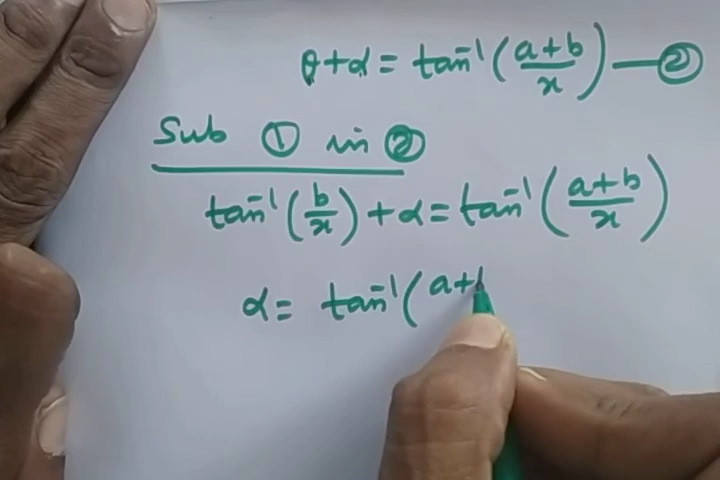 θ+α = tan⁻¹(a+b/x) — ②
Sub ① in ②
tan⁻¹(b/x) + α = tan⁻¹(a+b/x)
α = tan⁻¹(a+